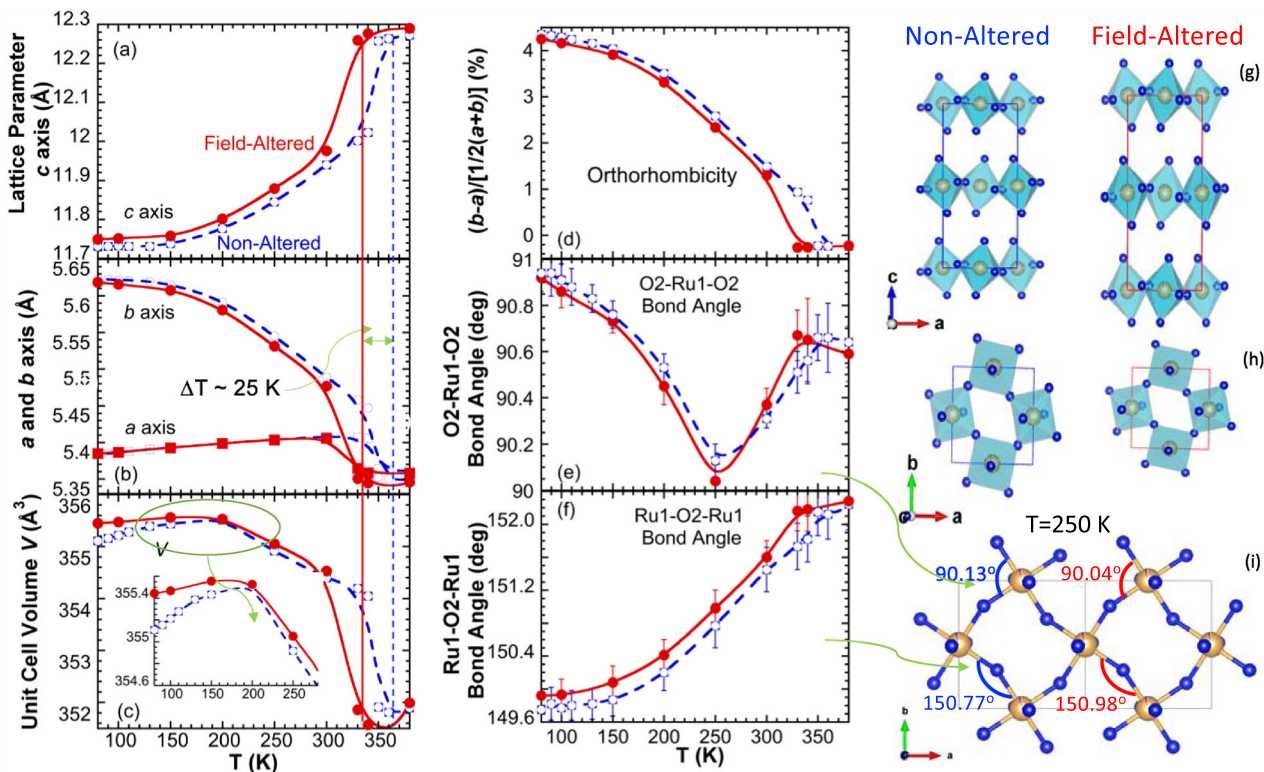 12.3
12.2
12.1
12.0
11.9
11.8
11.7
Lattice Parameter
c axis (Å)
(a)
Field-Altered
c axis
Non-Altered
5.65
5.6
5.55
5.5
5.45
5.4
5.35
a and b axis (Å)
b axis
ΔT ~ 25 K
a axis
(b)
356
355
354
353
352
Unit Cell Volume V (Å³)
V
355.4
355
354.6
100 150 200 250
(c)
100 150 200 250 300 350
T (K)
4
3
2
1
0
(b-a)/[1/2(a+b)] (%)
Orthorhombicity
(d)
91
90.8
90.6
90.4
90.2
90
O2-Ru1-O2
Bond Angle (deg)
O2-Ru1-O2
Bond Angle
(e)
152.0
151.2
150.4
149.6
Ru1-O2-Ru1
Bond Angle (deg)
(f)
Ru1-O2-Ru1
Bond Angle
100 150 200 250 300 350
T (K)
Non-Altered Field-Altered
(g)
c
a
(h)
b
c
a
T=250 K
(i)
90.13°
90.04°
150.77°
150.98°
b
a